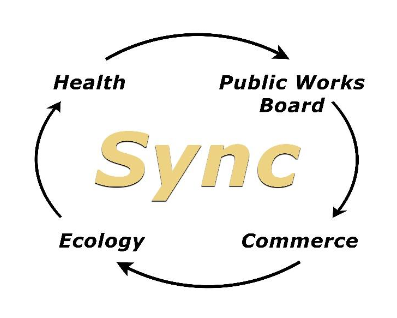 Health
Public Works
Board
Sync
Ecology
Commerce